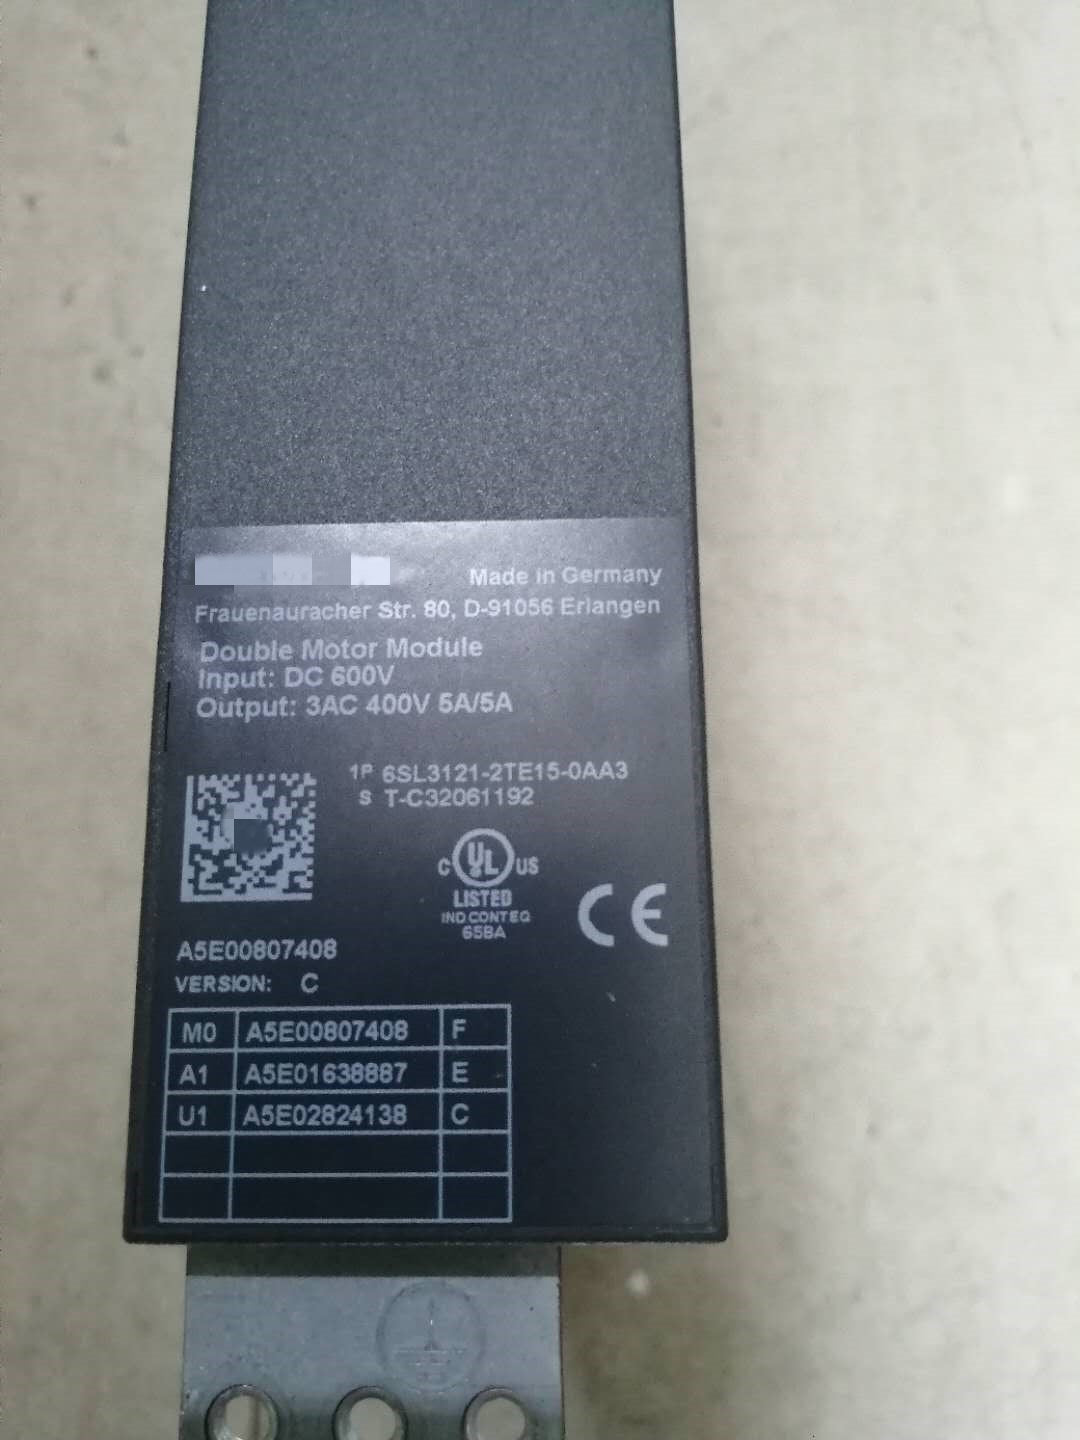 Made in Germany
Frauenauracher Str. 80, D-91056 Erlangen
Double Motor Module
Input: DC 600V
Output: 3AC 400V 5A/5A
1P 6SL3121-2TE15-0AA3
S T-C32061192
C UL US
LISTED
IND CONT EQ
65BA
CE
A5E00807408
VERSION: C
M0 A5E00807408 F
A1 A5E01638887 E
U1 A5E02824138 C